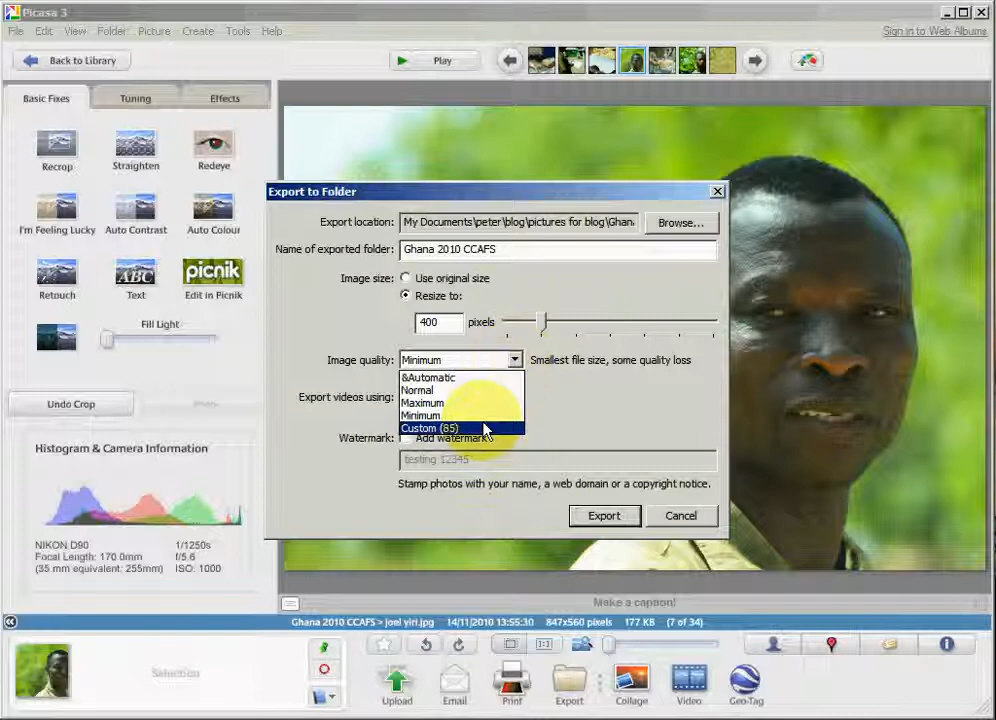 Picasa 3
File Edit View Folder Picture Create Tools Help
Sign in to Web Albums
Back to Library
Play
Basic Fixes Tuning Effects
Recrop Straighten Redeye
I'm Feeling Lucky Auto Contrast Auto Colour
ABC picnik
Retouch Text Edit in Picnik
Fill Light
Undo Crop
Histogram & Camera Information
NIKON D90 1/1250s
Focal Length: 170.0mm f/5.6
(35 mm equivalent: 255mm) ISO: 1000
Export to Folder
Export location: My Documents\peter\blog\pictures for blog\Ghan. Browse...
Name of exported folder: Ghana 2010 CCAFS
Image size: Use original size
Resize to:
400 pixels
Image quality: Minimum Smallest file size, some quality loss
&Automatic
Normal
Maximum
Minimum
Custom (85)
Export videos using:
Watermark: Add watermark
testing 12345
Stamp photos with your name, a web domain or a copyright notice.
Export Cancel
Make a caption!
Ghana 2010 CCAFS > joel yiri.jpg 14/11/2010 13:55:30 847x560 pixels 177 KB (7 of 34)
1:1
Selection
Upload Email Print Export Collage Video Geo-Tag